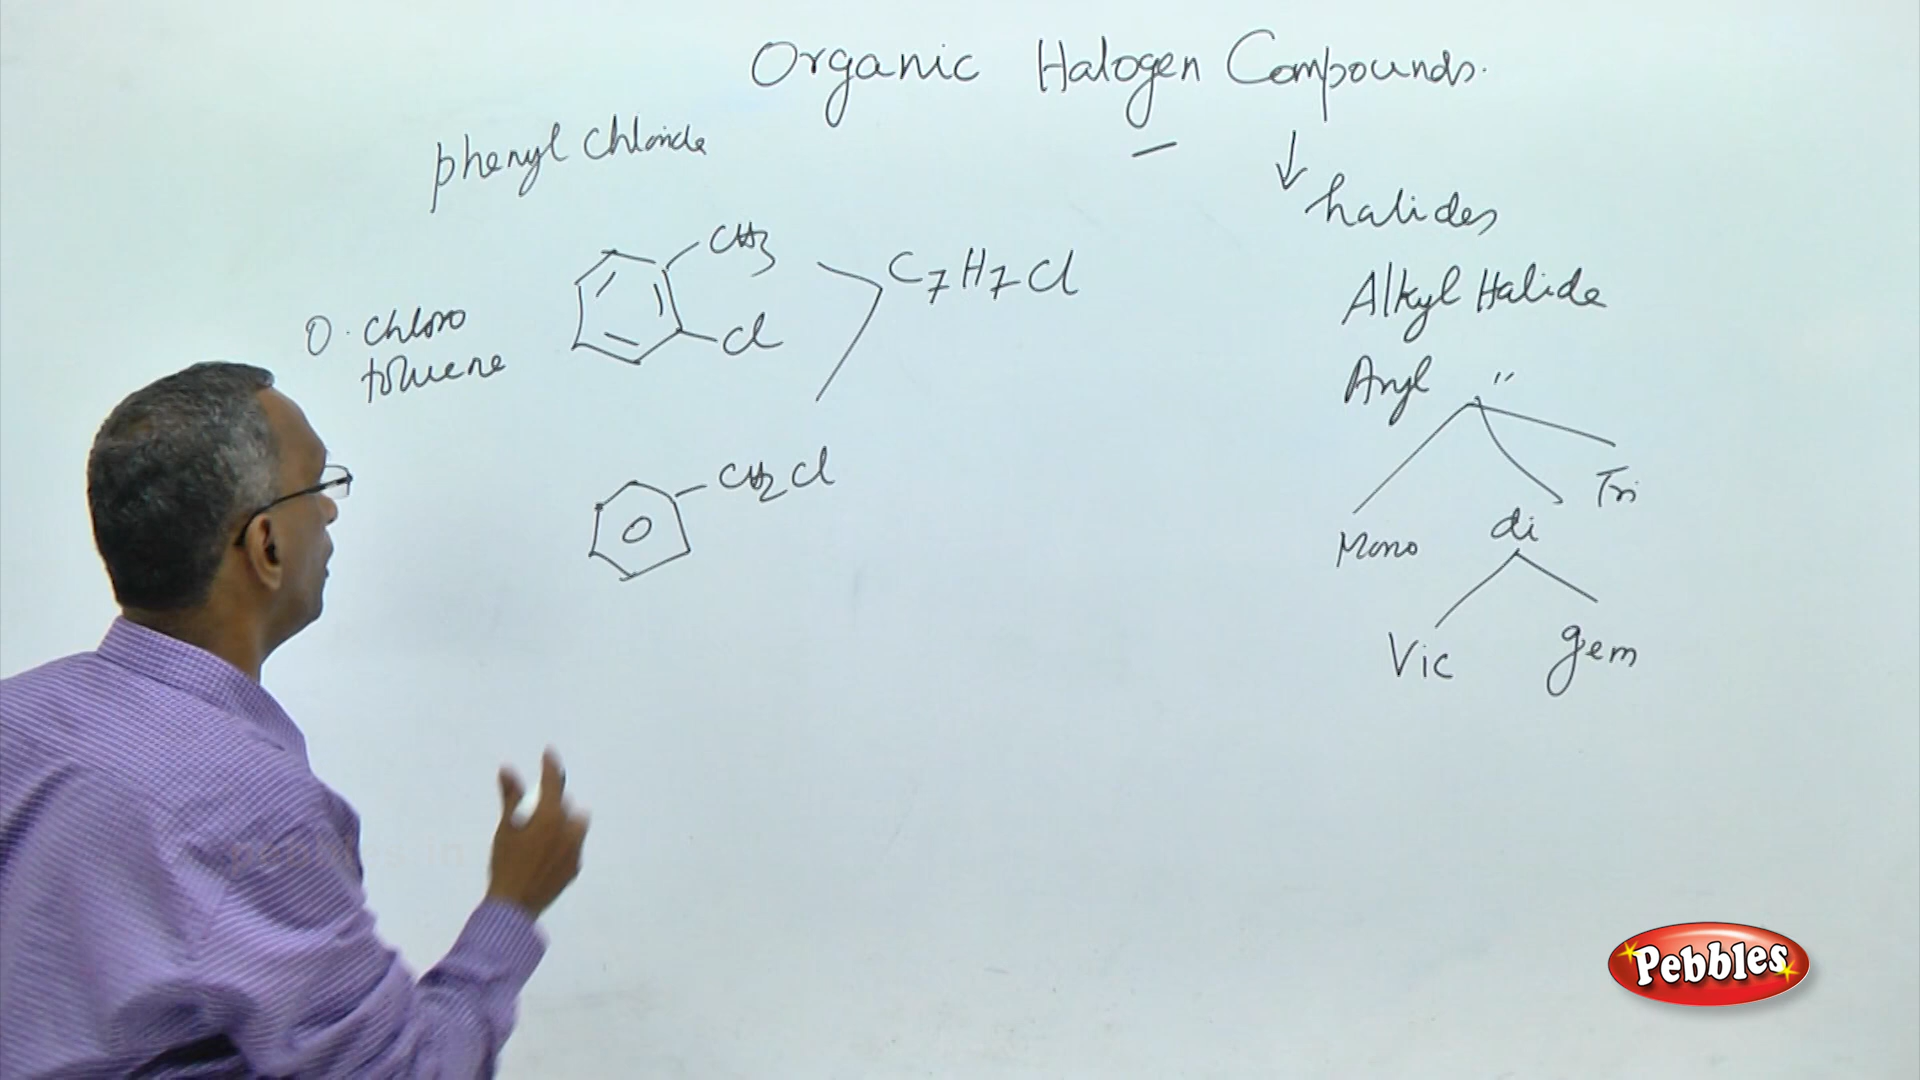 Organic Halogen Compounds.
phenyl chloride
halides
CH3
C7H7Cl
Alkyl Halide
O. chloro
toluene
Cl
Aryl "
CH2Cl
Tri
Mono
di
Vic
gem
Pebbles